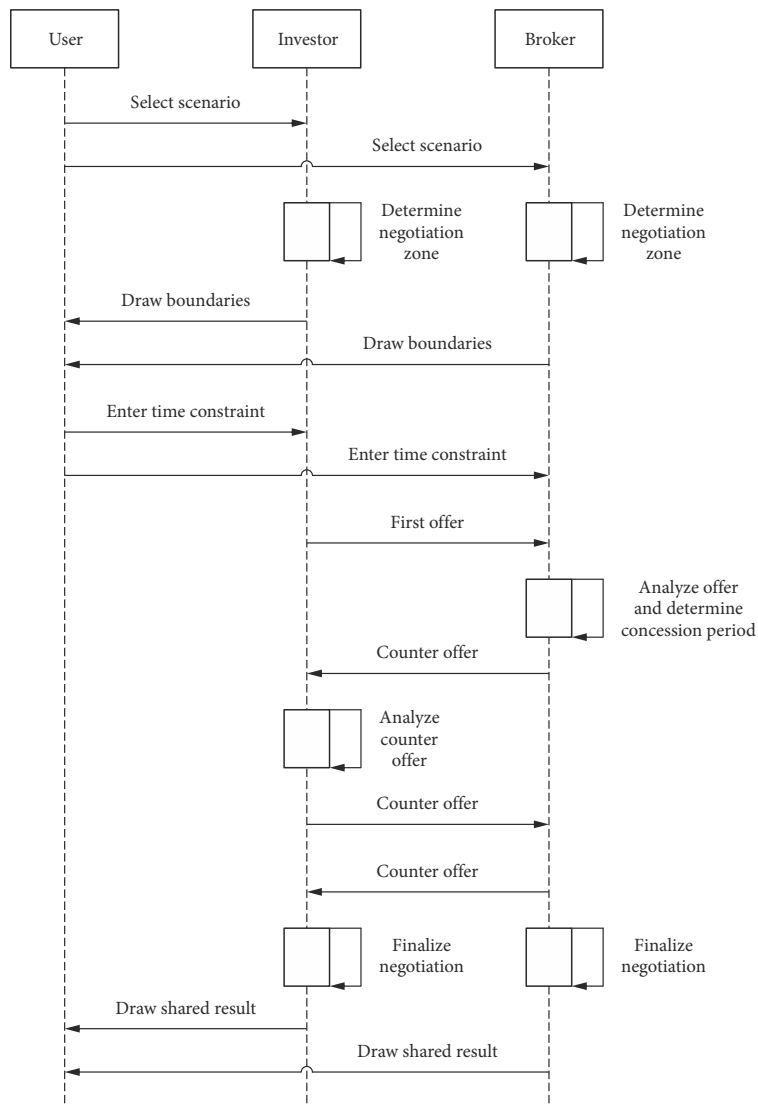 User
Investor
Broker
Select scenario
Select scenario
Determine
negotiation
zone
Determine
negotiation
zone
Draw boundaries
Draw boundaries
Enter time constraint
Enter time constraint
First offer
Analyze offer
and determine
concession period
Counter offer
Analyze
counter
offer
Counter offer
Counter offer
Finalize
negotiation
Finalize
negotiation
Draw shared result
Draw shared result